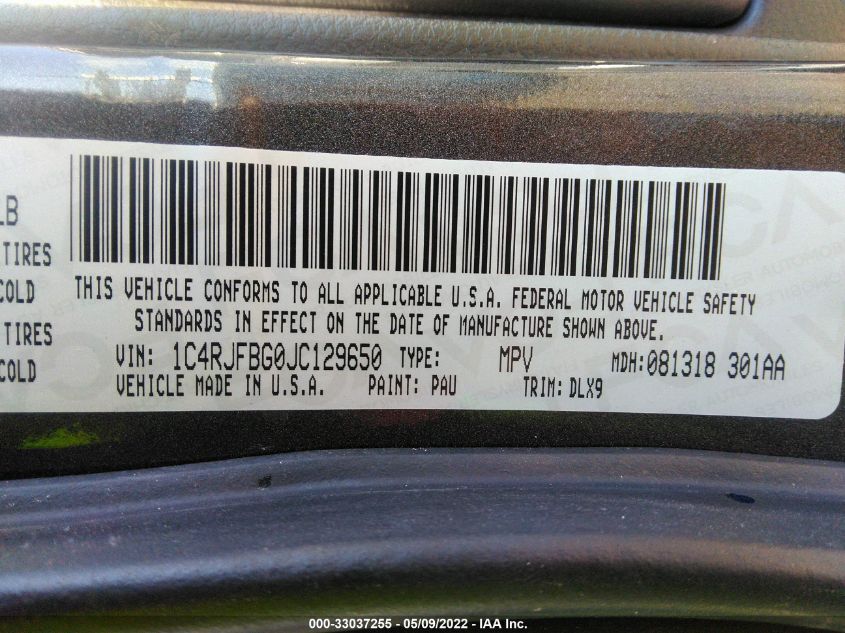 LB
TIRES
COLD
TIRES
COLD
THIS VEHICLE CONFORMS TO ALL APPLICABLE U.S.A. FEDERAL MOTOR VEHICLE SAFETY
STANDARDS IN EFFECT ON THE DATE OF MANUFACTURE SHOWN ABOVE.
VIN: 1C4RJFBG0JC129650 TYPE: MPV MDH:081318 301AA
VEHICLE MADE IN U.S.A. PAINT: PAU TRIM: DLX9
000-33037255 - 05/09/2022 - IAA Inc.